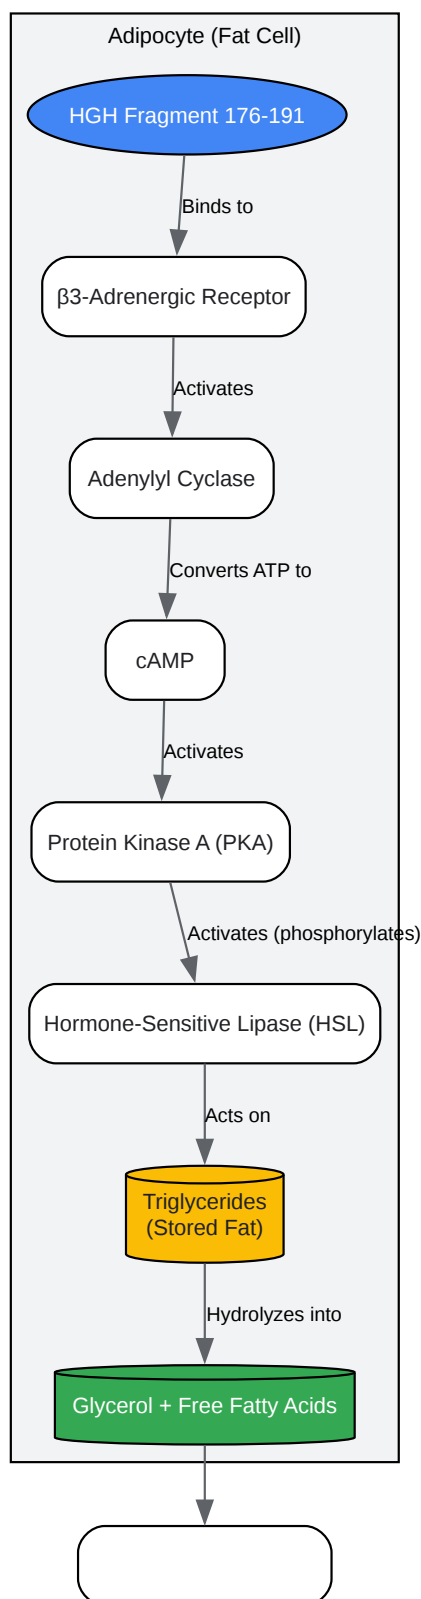 Adipocyte (Fat Cell)
HGH Fragment 176-191
Binds to
β3-Adrenergic Receptor
Activates
Adenylyl Cyclase
Converts ATP to
cAMP
Activates
Protein Kinase A (PKA)
Activates (phosphorylates)
Hormone-Sensitive Lipase (HSL)
Acts on
Triglycerides
(Stored Fat)
Hydrolyzes into
Glycerol + Free Fatty Acids